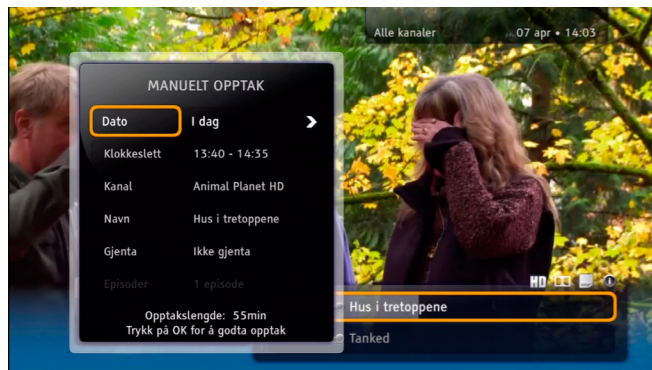 Alle kanaler 07 apr • 14:03
MANUELT OPPTAK
Dato I dag
Klokkeslett 13:40 - 14:35
Kanal Animal Planet HD
Navn Hus i tretoppene
Gjenta Ikke gjenta
Episoder 1 episode
Opptakslengde: 55min
Trykk på OK for å godta opptak
HD
Hus i tretoppene
Tanked